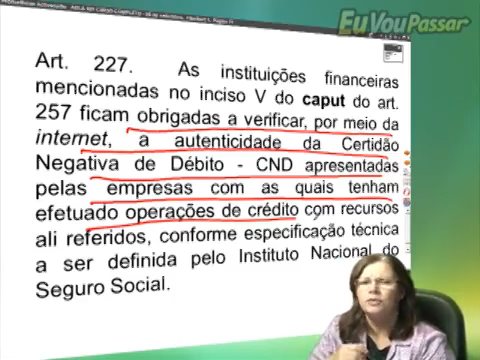 EuVouPassar
Art. 227. As instituições financeiras
mencionadas no inciso V do caput do art.
257 ficam obrigadas a verificar, por meio da
internet, a autenticidade da Certidão
Negativa de Débito - CND apresentadas
pelas empresas com as quais tenham
efetuado operações de crédito com recursos
ali referidos, conforme especificação técnica
a ser definida pelo Instituto Nacional do
Seguro Social.